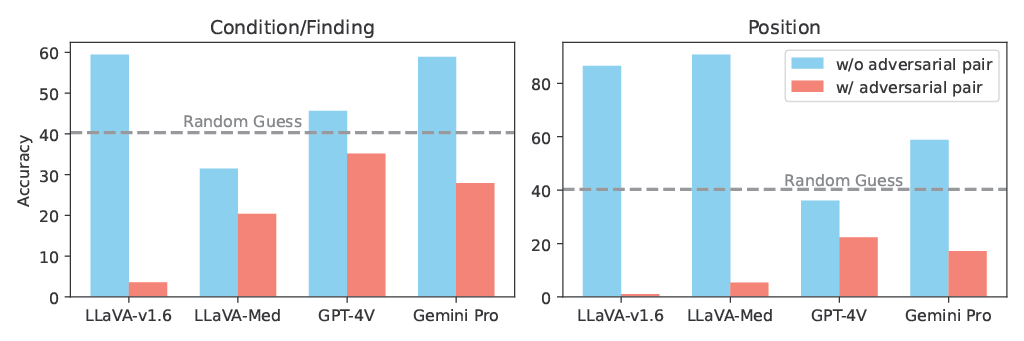 Condition/Finding
Accuracy
60
50
40
30
20
10
0
Random Guess
LLaVA-v1.6 LLaVA-Med GPT-4V Gemini Pro
Position
w/o adversarial pair
w/ adversarial pair
80
60
40
20
0
Random Guess
LLaVA-v1.6 LLaVA-Med GPT-4V Gemini Pro